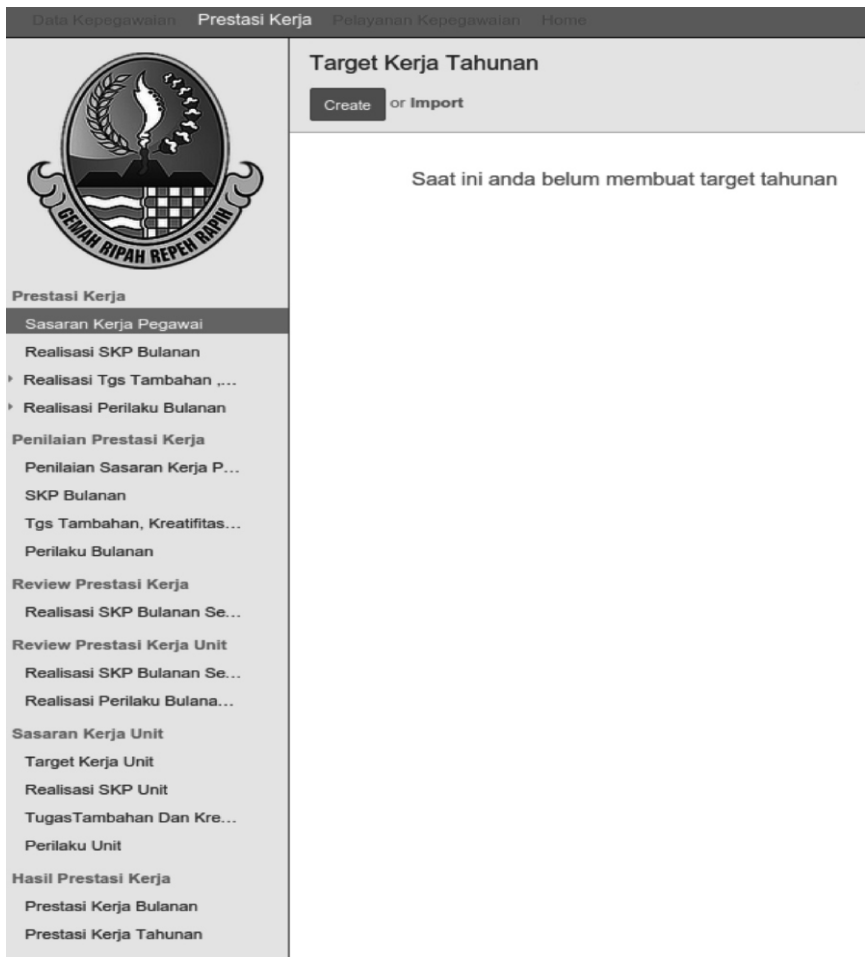 Data Kepegawaian Prestasi Kerja Pelayanan Kepegawaian Home
GEMAH RIPAH REPEH RAPIH
Prestasi Kerja
Sasaran Kerja Pegawai
Realisasi SKP Bulanan
Realisasi Tgs Tambahan ,...
Realisasi Perilaku Bulanan
Penilaian Prestasi Kerja
Penilaian Sasaran Kerja P...
SKP Bulanan
Tgs Tambahan, Kreatifitas...
Perilaku Bulanan
Review Prestasi Kerja
Realisasi SKP Bulanan Se...
Review Prestasi Kerja Unit
Realisasi SKP Bulanan Se...
Realisasi Perilaku Bulana...
Sasaran Kerja Unit
Target Kerja Unit
Realisasi SKP Unit
TugasTambahan Dan Kre...
Perilaku Unit
Hasil Prestasi Kerja
Prestasi Kerja Bulanan
Prestasi Kerja Tahunan
Target Kerja Tahunan
Create or Import
Saat ini anda belum membuat target tahunan